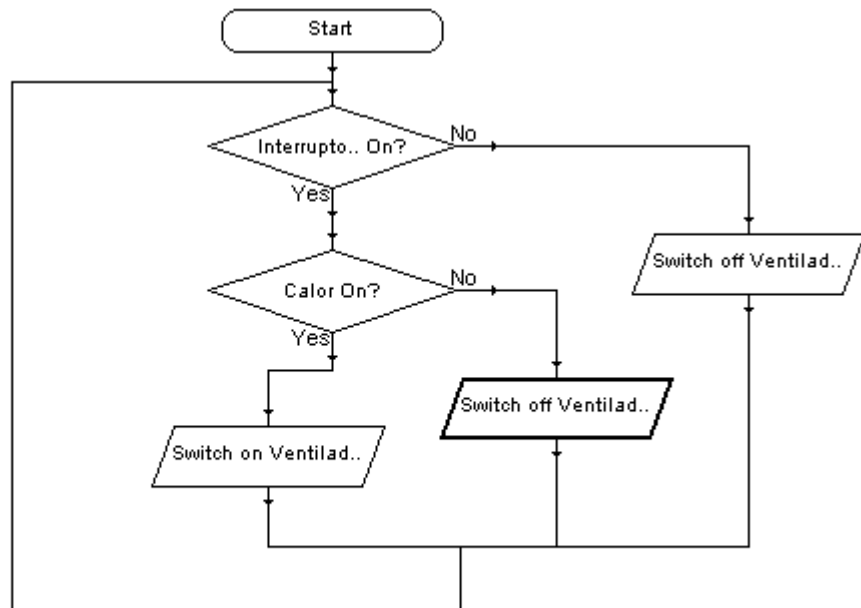 Start
Interrupto.. On?
No
Yes
Switch off Ventilad..
Calor On?
No
Yes
Switch off Ventilad..
Switch on Ventilad..